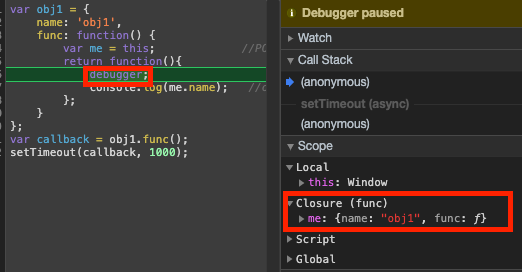 var obj1 = {
name: 'obj1',
func: function() {
var me = this; //PO
return function(){
debugger;
console.log(me.name); //c
};
}
};
var callback = obj1.func();
setTimeout(callback, 1000);
Debugger paused
Watch
Call Stack
(anonymous)
setTimeout (async)
(anonymous)
Scope
Local
this: Window
Closure (func)
me: {name: "obj1", func: ƒ}
Script
Global